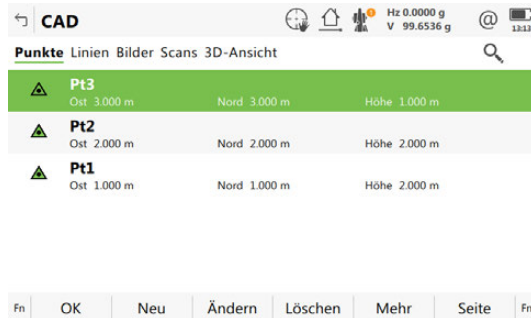 CAD Hz 0.0000 g
V 99.6536 g @ 13:13
Punkte Linien Bilder Scans 3D-Ansicht
Pt3
Ost 3.000 m Nord 3.000 m Höhe 1.000 m
Pt2
Ost 2.000 m Nord 2.000 m Höhe 2.000 m
Pt1
Ost 1.000 m Nord 1.000 m Höhe 2.000 m
Fn OK Neu Ändern Löschen Mehr Seite Fn